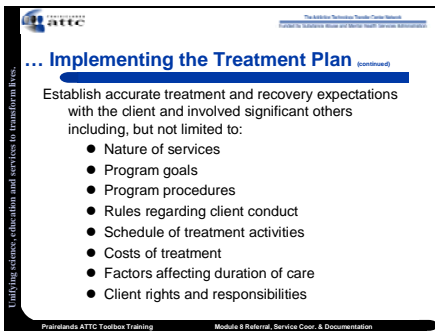 PRAIRIELANDS
attc
The Addiction Technology Transfer Center Network
Funded by Substance Abuse and Mental Health Services Administration
... Implementing the Treatment Plan (continued)
Establish accurate treatment and recovery expectations
with the client and involved significant others
including, but not limited to:
● Nature of services
● Program goals
● Program procedures
● Rules regarding client conduct
● Schedule of treatment activities
● Costs of treatment
● Factors affecting duration of care
● Client rights and responsibilities
Unifying science, education and services to transform lives.
Prairelands ATTC Toolbox Training
Module 8 Referral, Service Coor. & Documentation